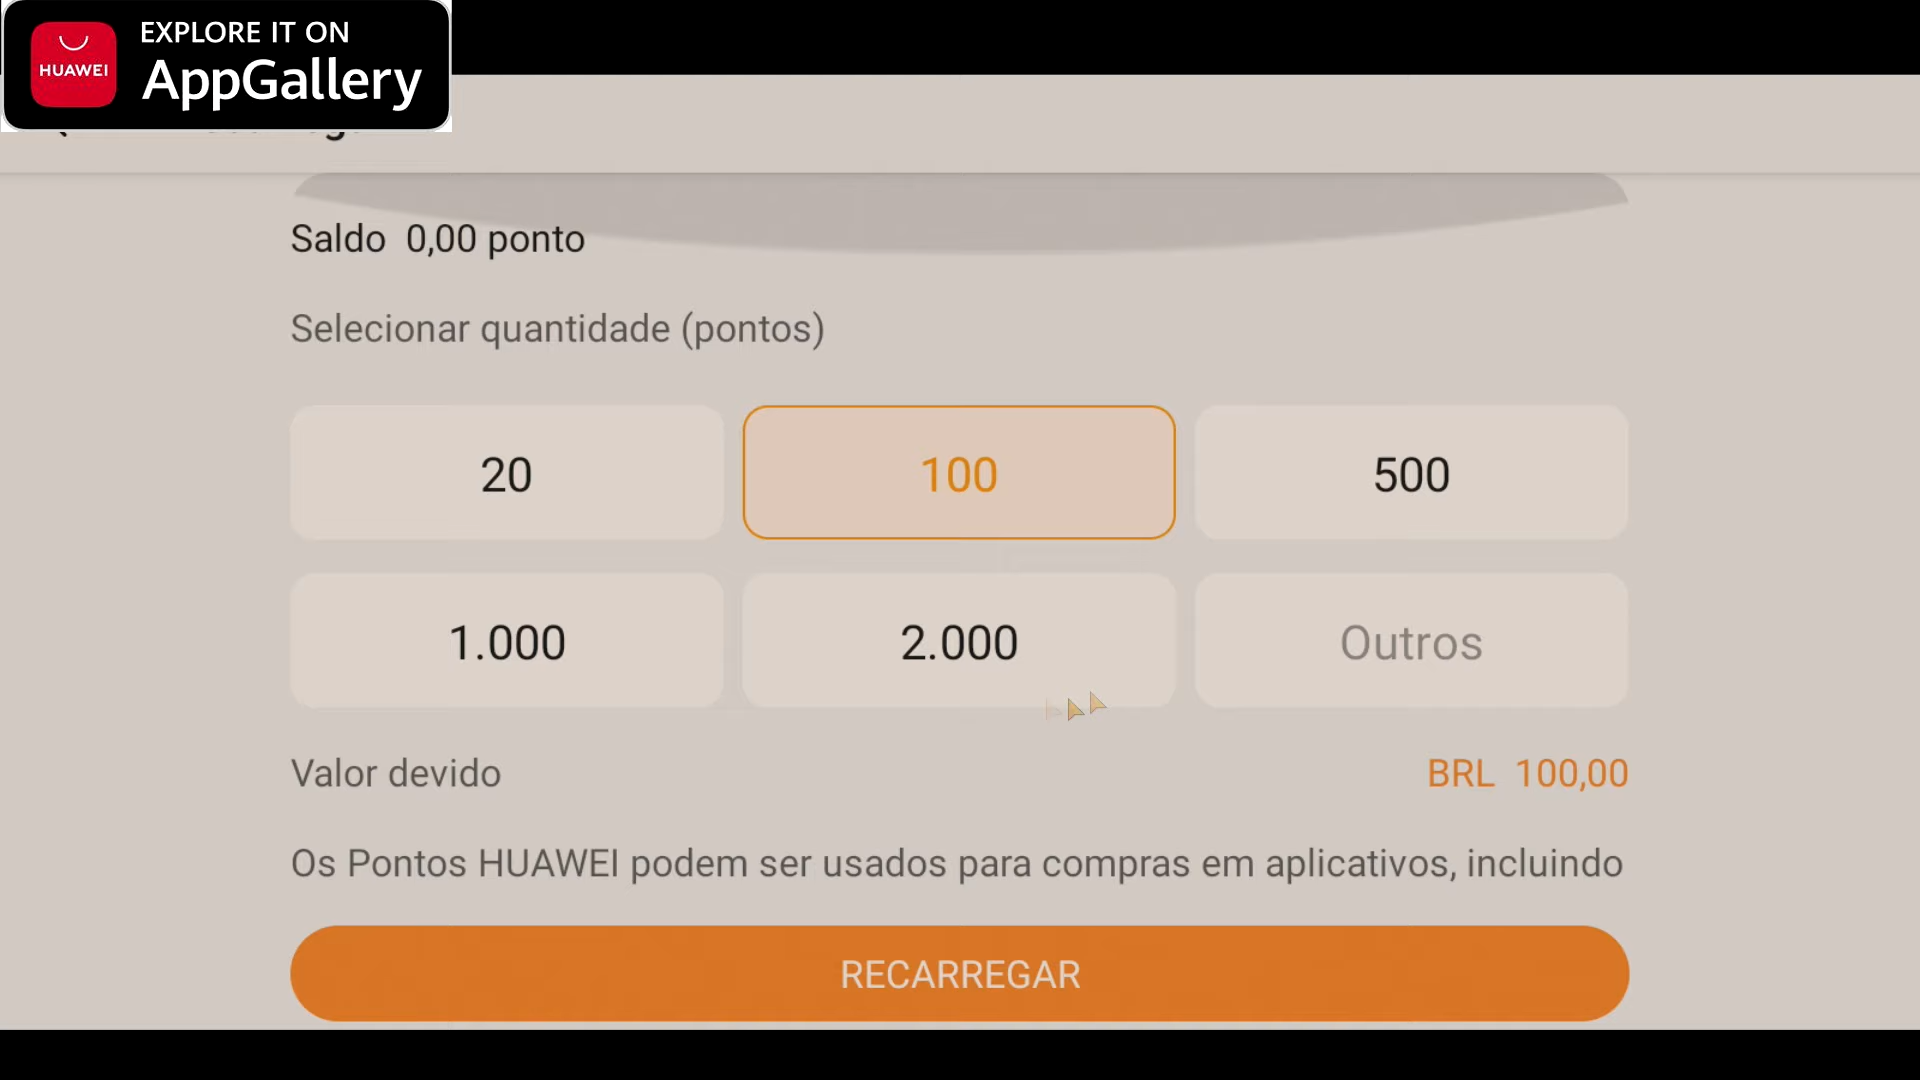 EXPLORE IT ON
HUAWEI
AppGallery
Saldo 0,00 ponto
Selecionar quantidade (pontos)
20
100
500
1.000
2.000
Outros
Valor devido
BRL 100,00
Os Pontos HUAWEI podem ser usados para compras em aplicativos, incluindo
RECARREGAR